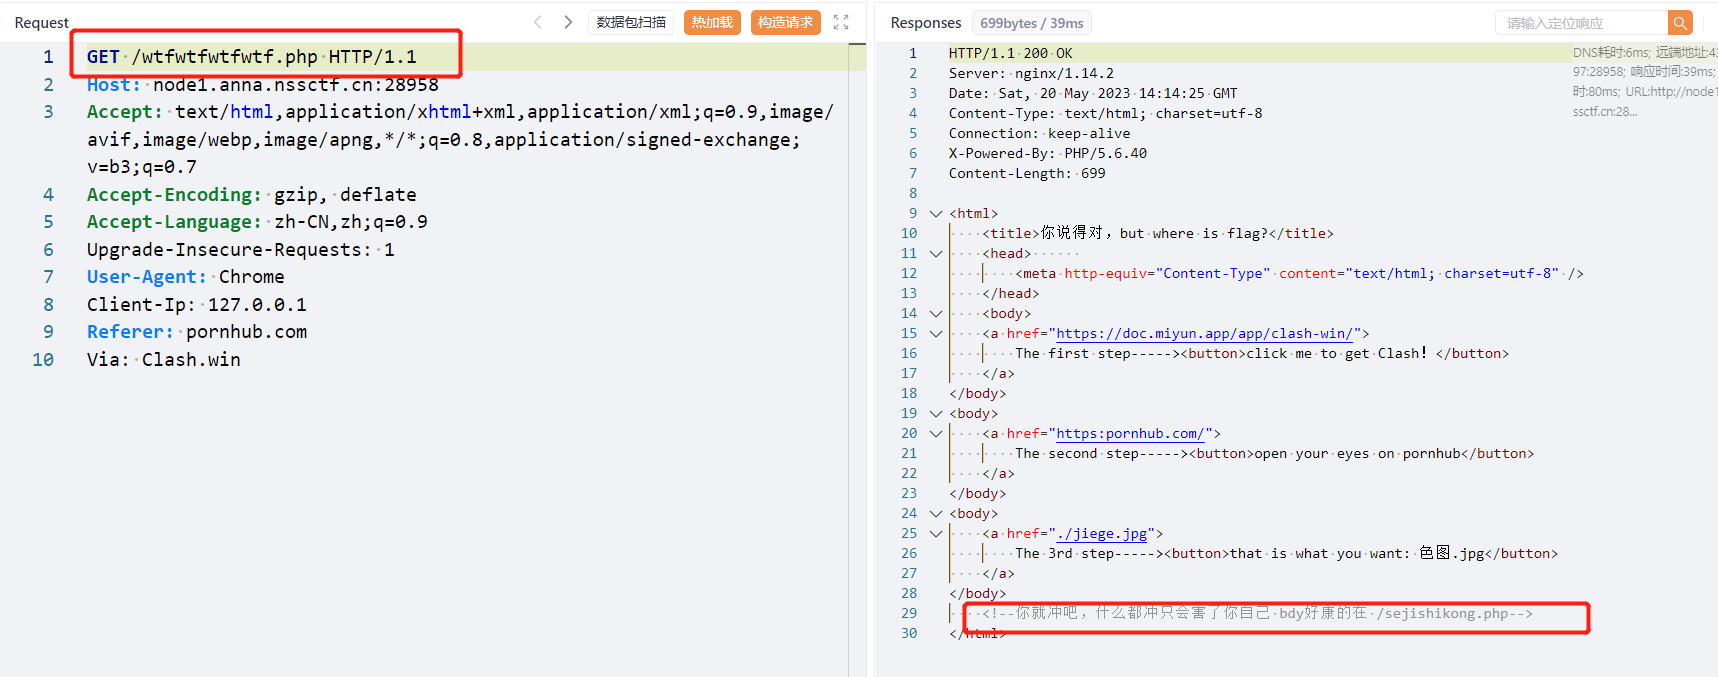 Request
数据包扫描
热加载
构造请求
1 GET /wtfwtfwtfwtf.php HTTP/1.1
2 Host: node1.anna.nssctf.cn:28958
3 Accept: text/html,application/xhtml+xml,application/xml;q=0.9,image/
avif,image/webp,image/apng,*/*;q=0.8,application/signed-exchange;
v=b3;q=0.7
4 Accept-Encoding: gzip, deflate
5 Accept-Language: zh-CN,zh;q=0.9
6 Upgrade-Insecure-Requests: 1
7 User-Agent: Chrome
8 Client-Ip: 127.0.0.1
9 Referer: pornhub.com
10 Via: Clash.win
Responses 699bytes / 39ms
请输入定位响应
1 HTTP/1.1 200 OK
2 Server: nginx/1.14.2
3 Date: Sat, 20 May 2023 14:14:25 GMT
4 Content-Type: text/html; charset=utf-8
5 Connection: keep-alive
6 X-Powered-By: PHP/5.6.40
7 Content-Length: 699
8
9 <html>
10 <title>你说得对，but where is flag?</title>
11 <head>
12 <meta http-equiv="Content-Type" content="text/html; charset=utf-8" />
13 </head>
14 <body>
15 <a href="https://doc.miyun.app/app/clash-win/">
16 The first step-----><button>click me to get Clash！</button>
17 </a>
18 </body>
19 <body>
20 <a href="https:pornhub.com/">
21 The second step-----><button>open your eyes on pornhub</button>
22 </a>
23 </body>
24 <body>
25 <a href="./jiege.jpg">
26 The 3rd step-----><button>that is what you want: 色图.jpg</button>
27 </a>
28 </body>
29 <!--你就冲吧，什么都冲只会害了你自己 bdy好康的在 /sejishikong.php-->
30 </html>
DNS耗时:6ms; 远端地址:43
97:28958; 响应时间:39ms;
时:80ms; URL:http://node1
ssctf.cn:28...